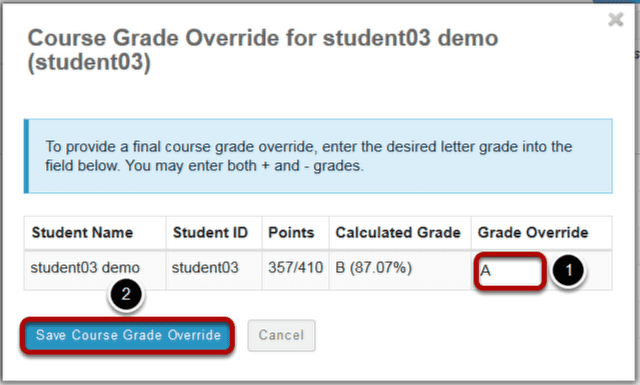 Course Grade Override for student03 demo
(student03)
To provide a final course grade override, enter the desired letter grade into the
field below. You may enter both + and - grades.
Student Name Student ID Points Calculated Grade Grade Override
student03 demo student03 357/410 B (87.07%) A 1
2
Save Course Grade Override Cancel